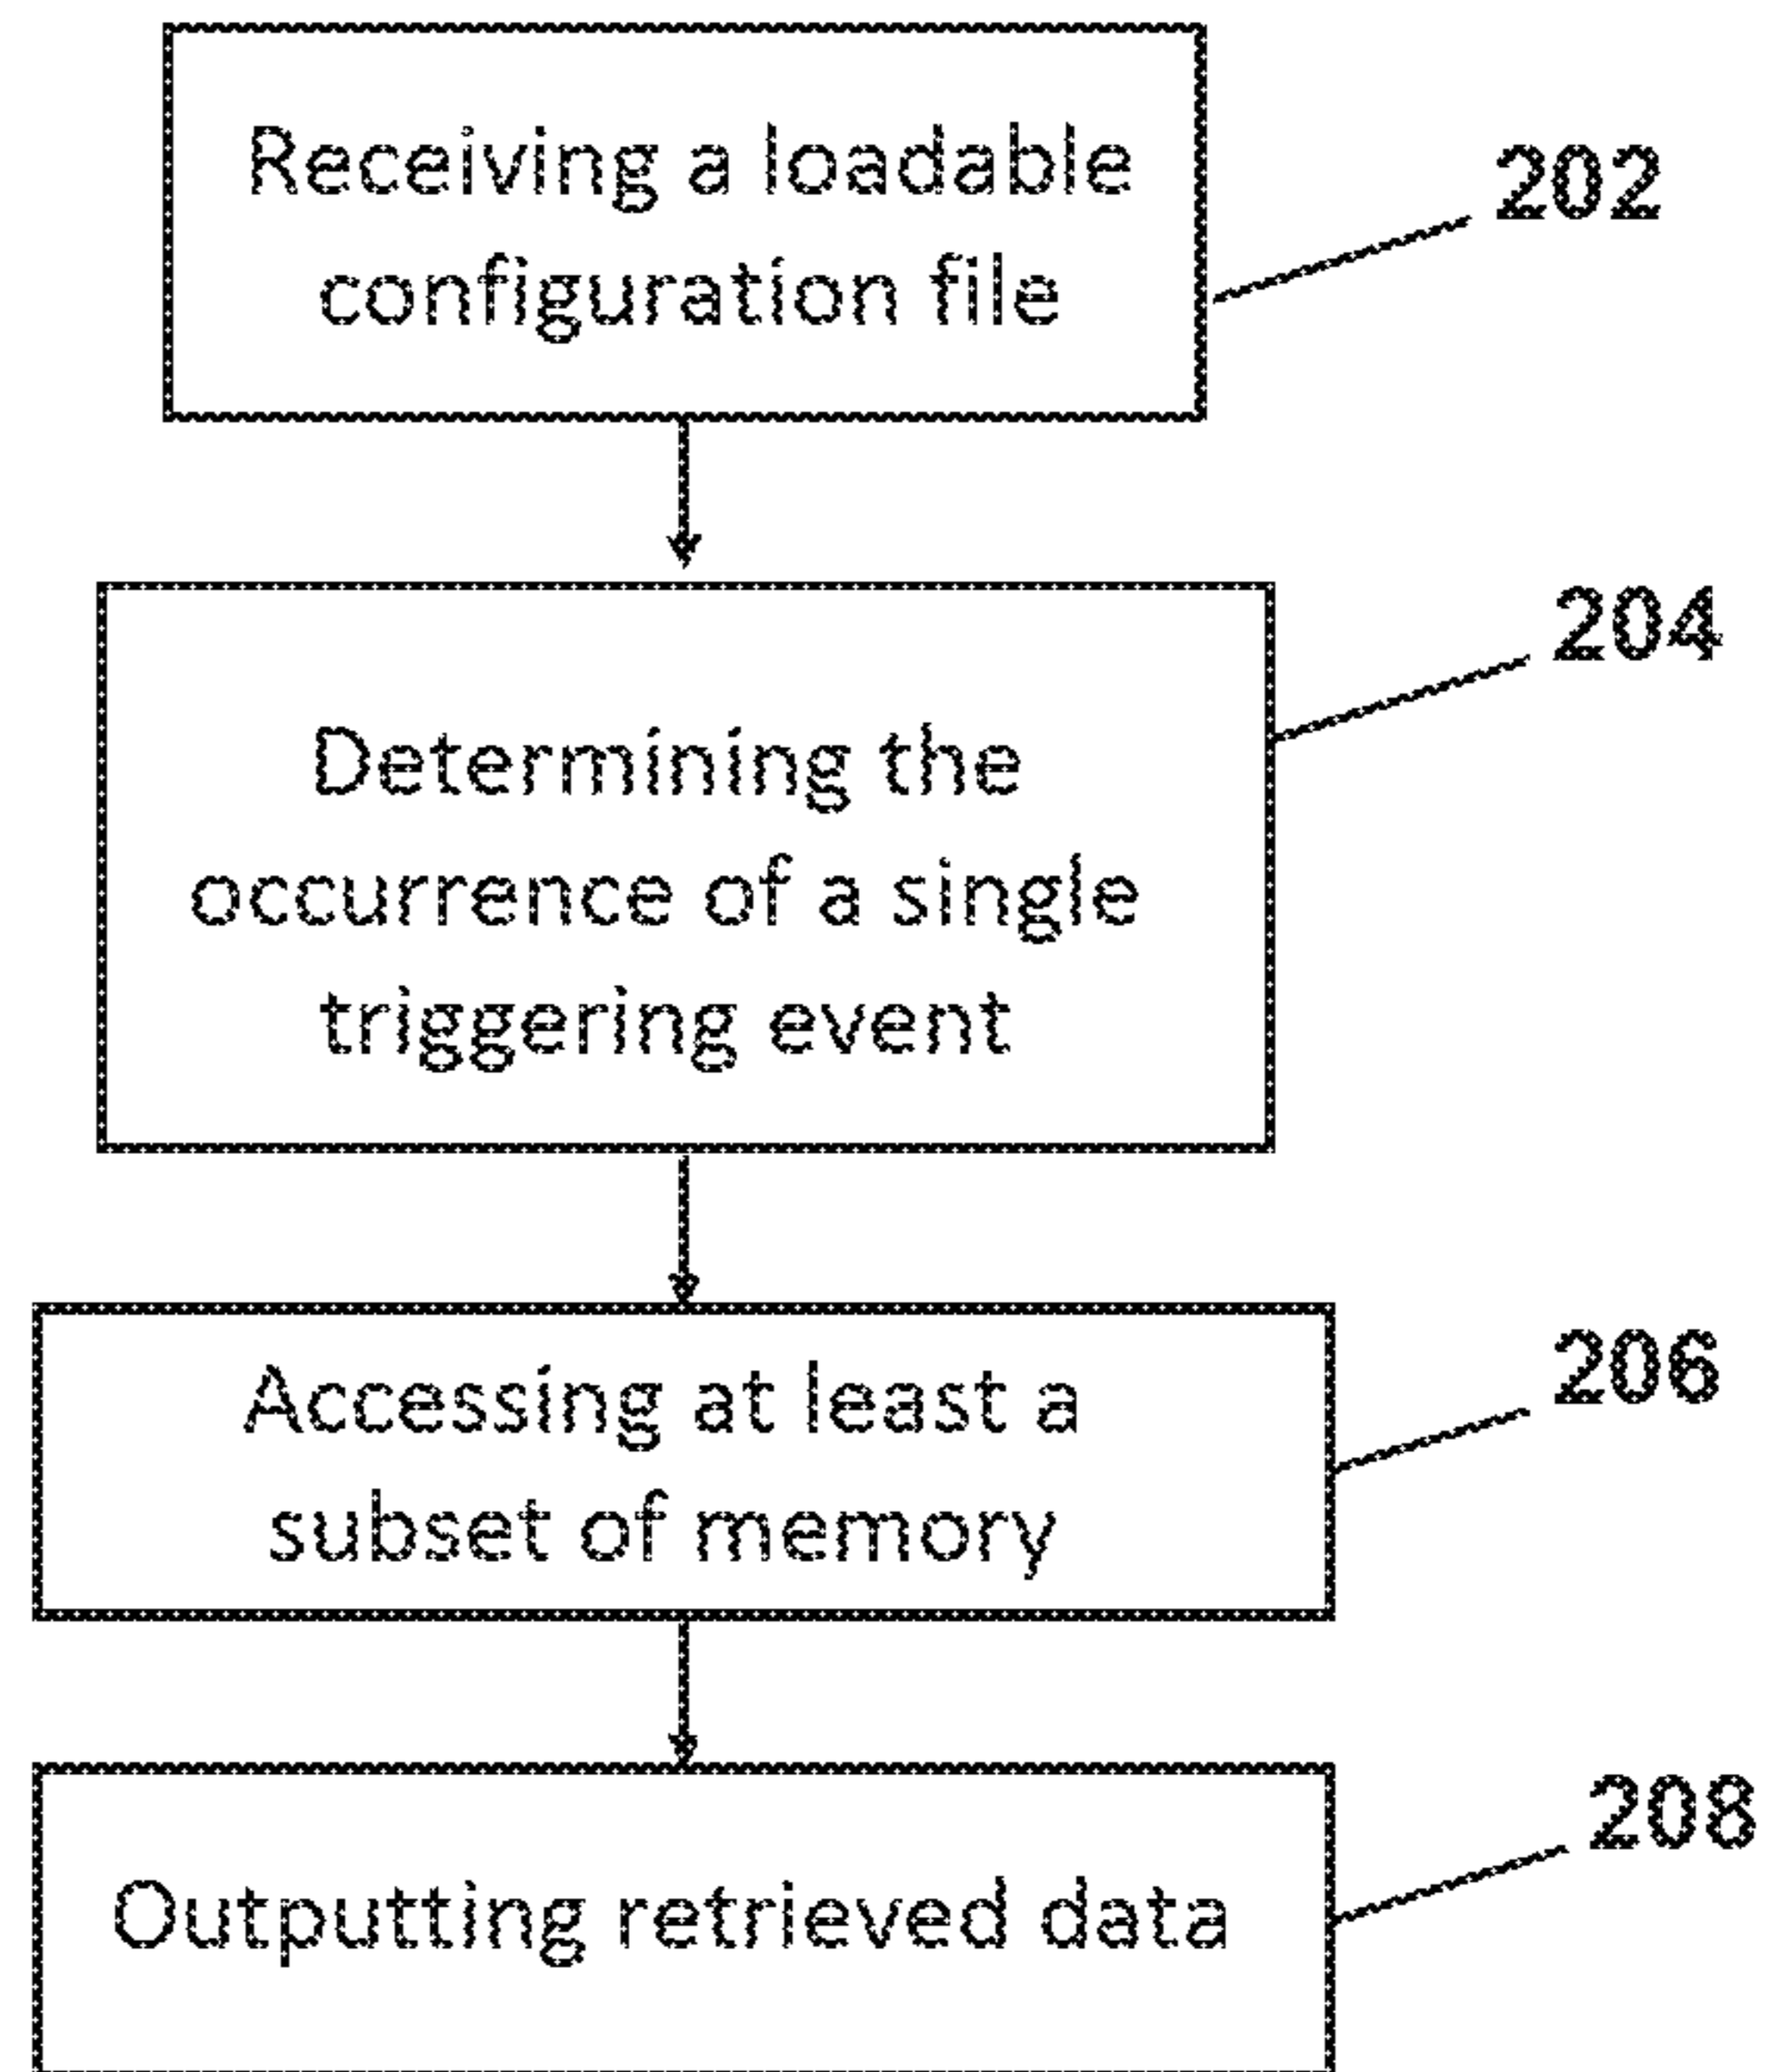 Receiving a loadable
configuration file
202
Determining the
occurrence of a single
triggering event
204
Accessing at least a
subset of memory
206
Outputting retrieved data
208